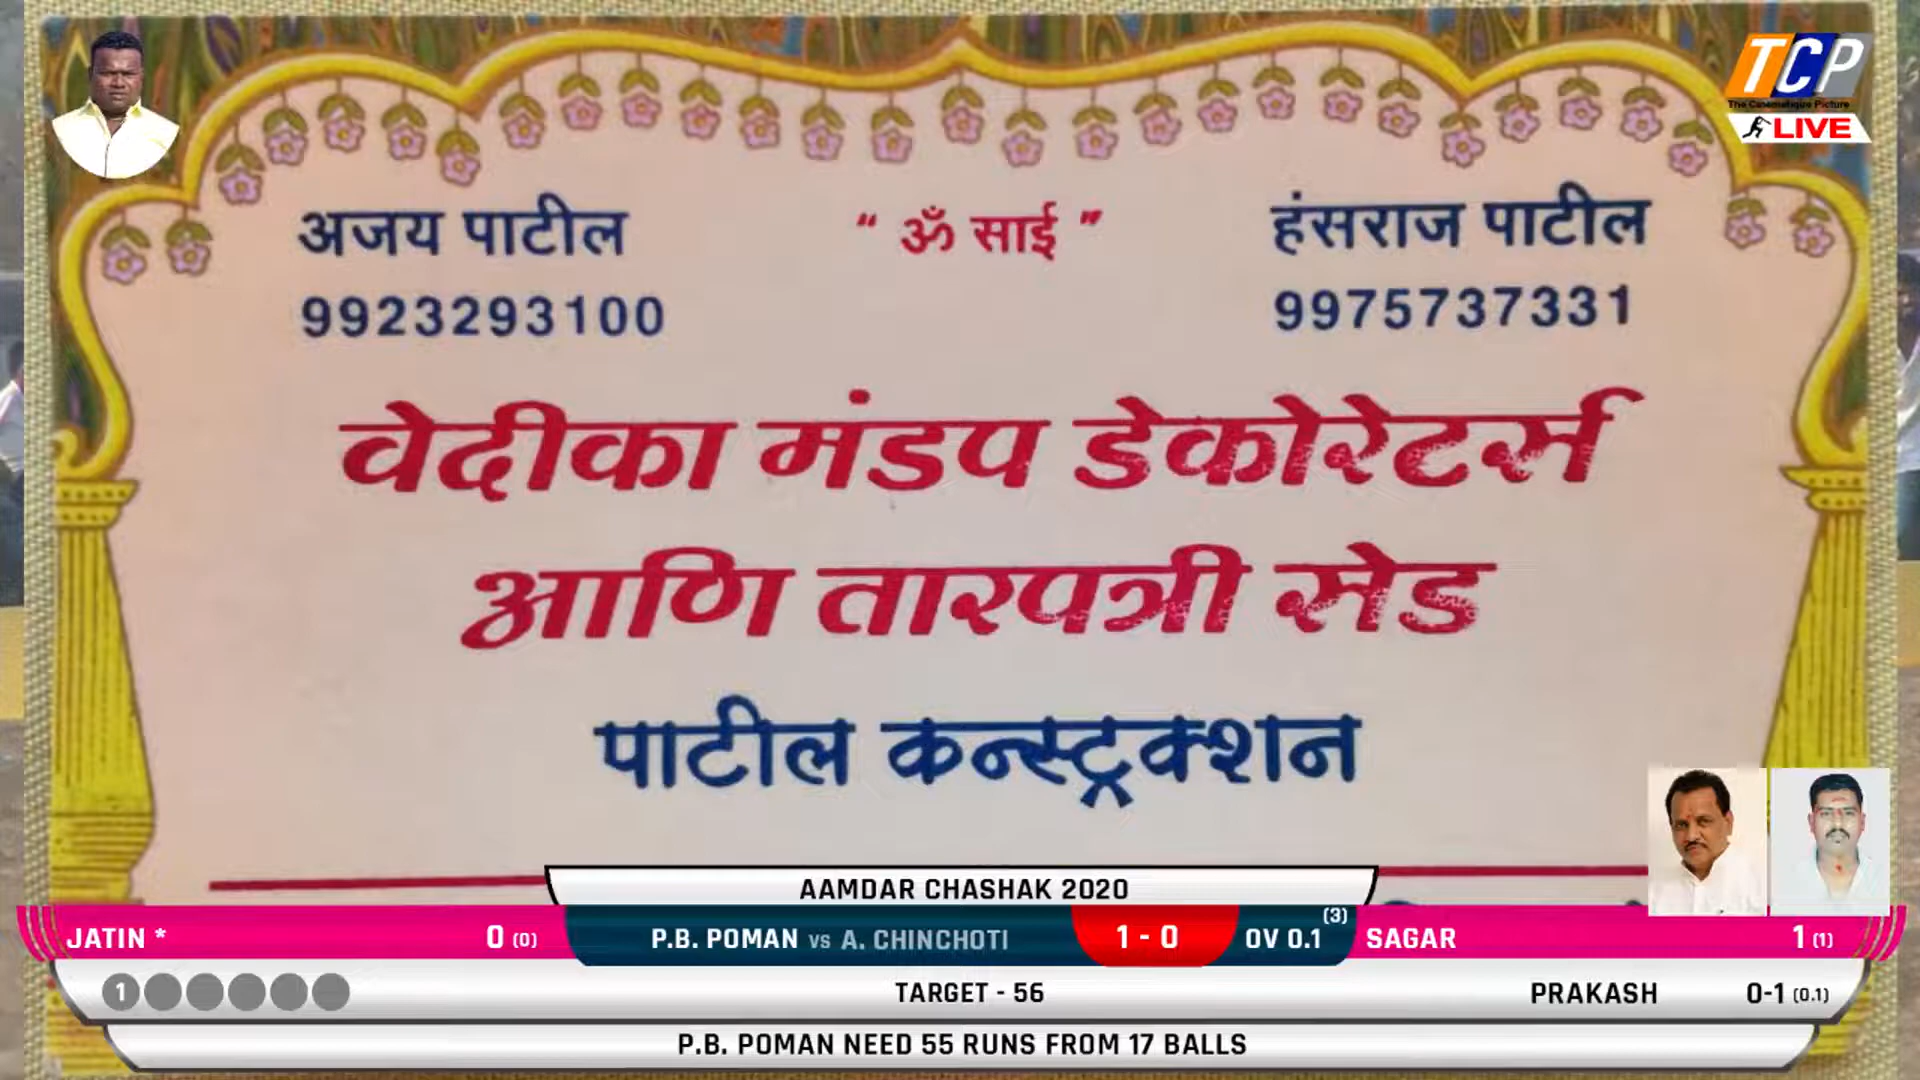 TCP
The Cinematique Picture
LIVE
अजय पाटील
" ॐ साई "
हंसराज पाटील
9923293100
9975737331
वेदीका मंडप डेकोरेटर्स
आणि तारपत्री सेड
पाटील कन्स्ट्रक्शन
AAMDAR CHASHAK 2020
JATIN * 0 (0) P.B. POMAN vs A. CHINCHOTI 1 - 0 OV 0.1 (3) SAGAR 1 (1)
1 TARGET - 56 PRAKASH 0-1 (0.1)
P.B. POMAN NEED 55 RUNS FROM 17 BALLS